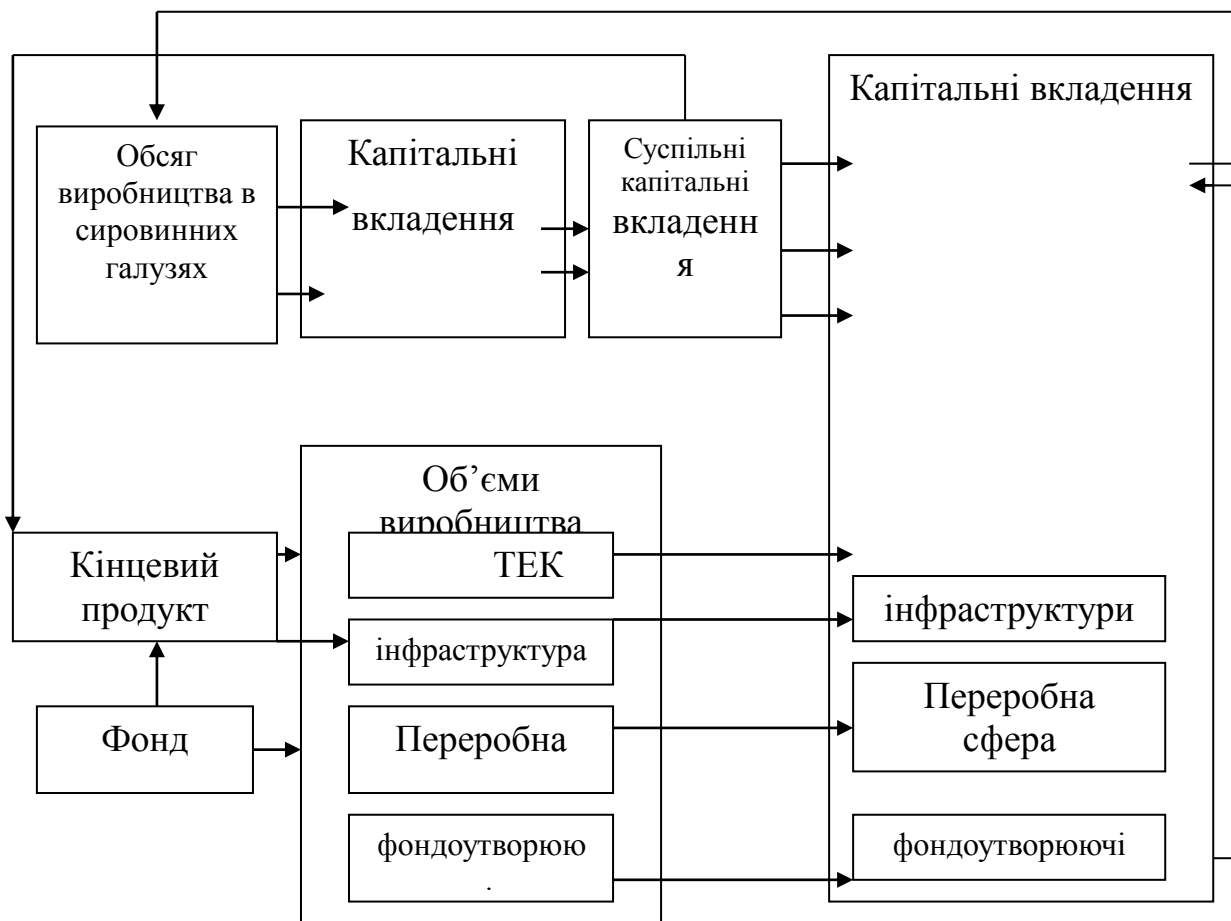 Обсяг
виробництва в
сировинних
галузях
Капітальні
вкладення
Суспільні
капітальні
вкладенн
я
Капітальні вкладення
Об’єми
виробництва
Кінцевий
продукт
ТЕК
інфраструктура
інфраструктури
Фонд
Переробна
Переробна
сфера
фондоутворюю
.
фондоутворюючі